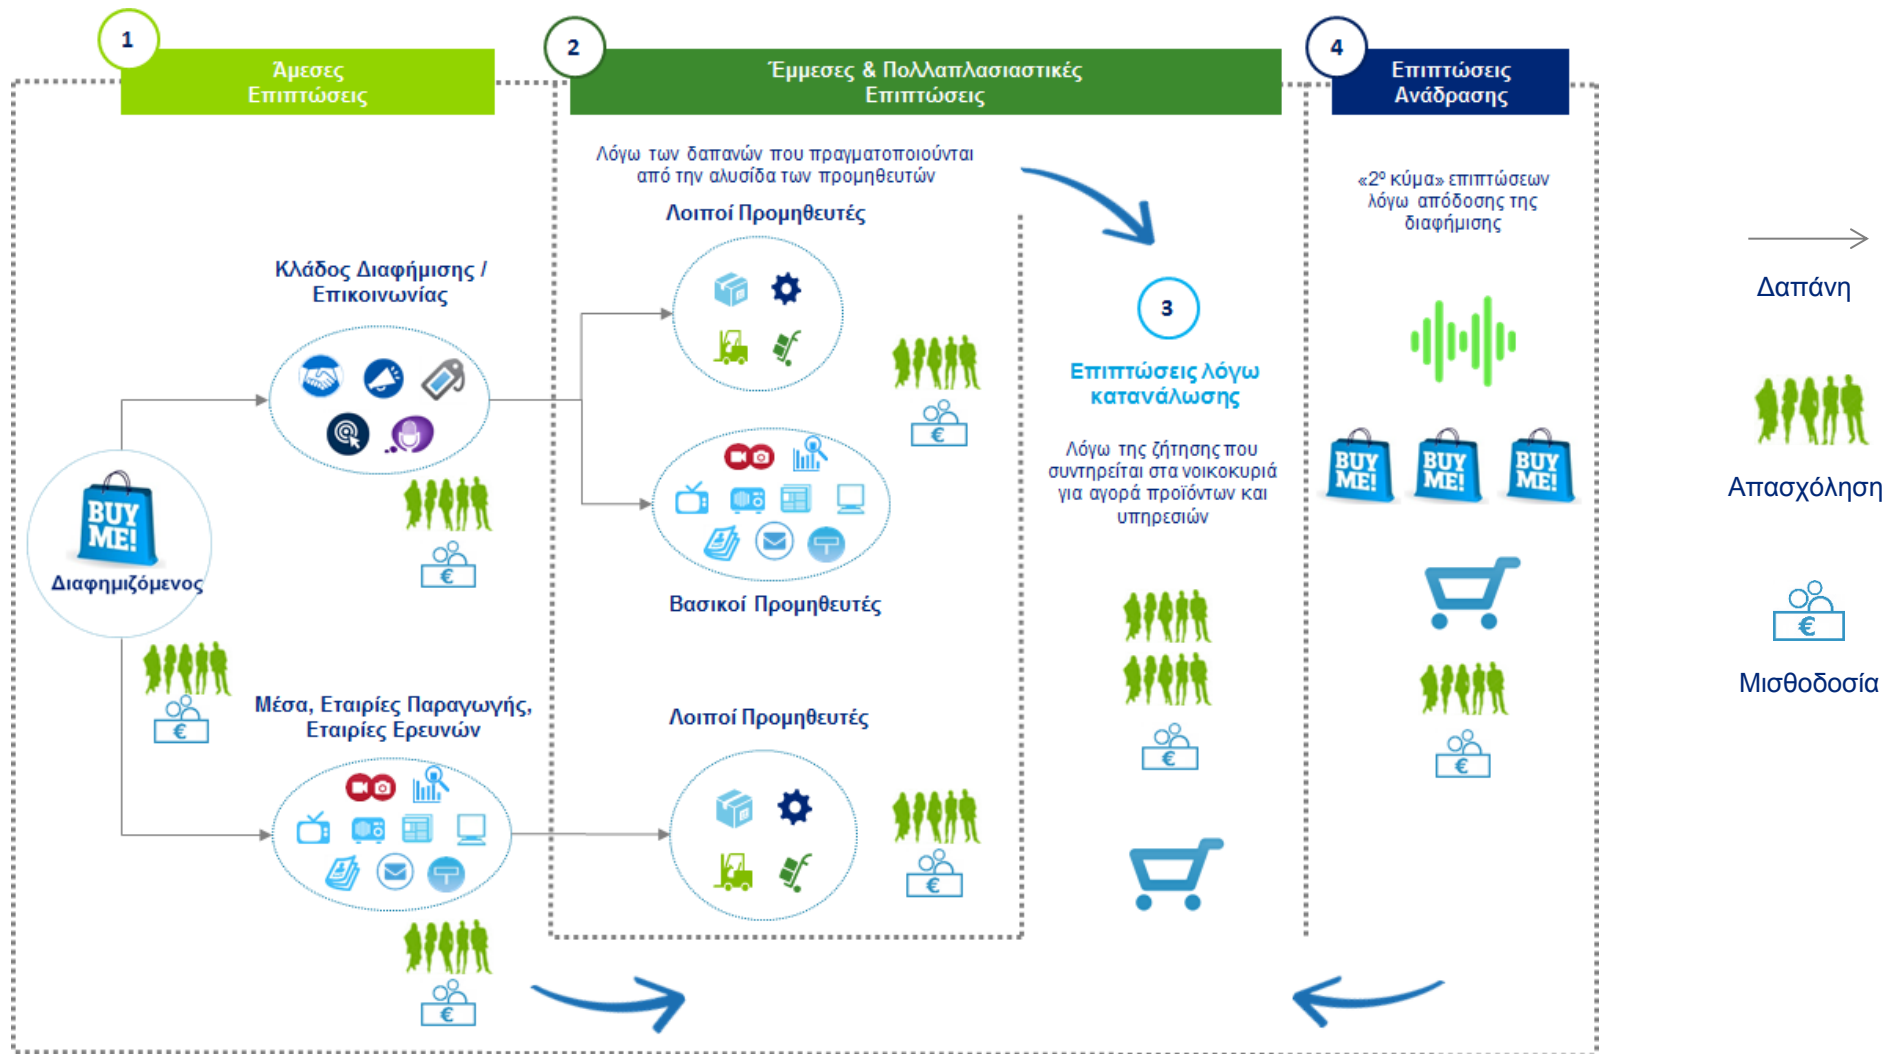 1
Άμεσες
Επιπτώσεις
2
Έμμεσες & Πολλαπλασιαστικές
Επιπτώσεις
4
Επιπτώσεις
Ανάδρασης
Λόγω των δαπανών που πραγματοποιούνται
από την αλυσίδα των προμηθευτών
Λοιποί Προμηθευτές
«2º κύμα» επιπτώσεων
λόγω απόδοσης της
διαφήμισης
Κλάδος Διαφήμισης /
Επικοινωνίας
3
Επιπτώσεις λόγω
κατανάλωσης
Λόγω της ζήτησης που
συντηρείται στα νοικοκυριά
για αγορά προϊόντων και
υπηρεσιών
€
BUY
ME!
BUY
ME!
BUY
ME!
BUY
ME!
Διαφημιζόμενος
€
Βασικοί Προμηθευτές
€
Μέσα, Εταιρίες Παραγωγής,
Εταιρίες Ερευνών
Λοιποί Προμηθευτές
€
€
€
€
Δαπάνη
Απασχόληση
€
Μισθοδοσία